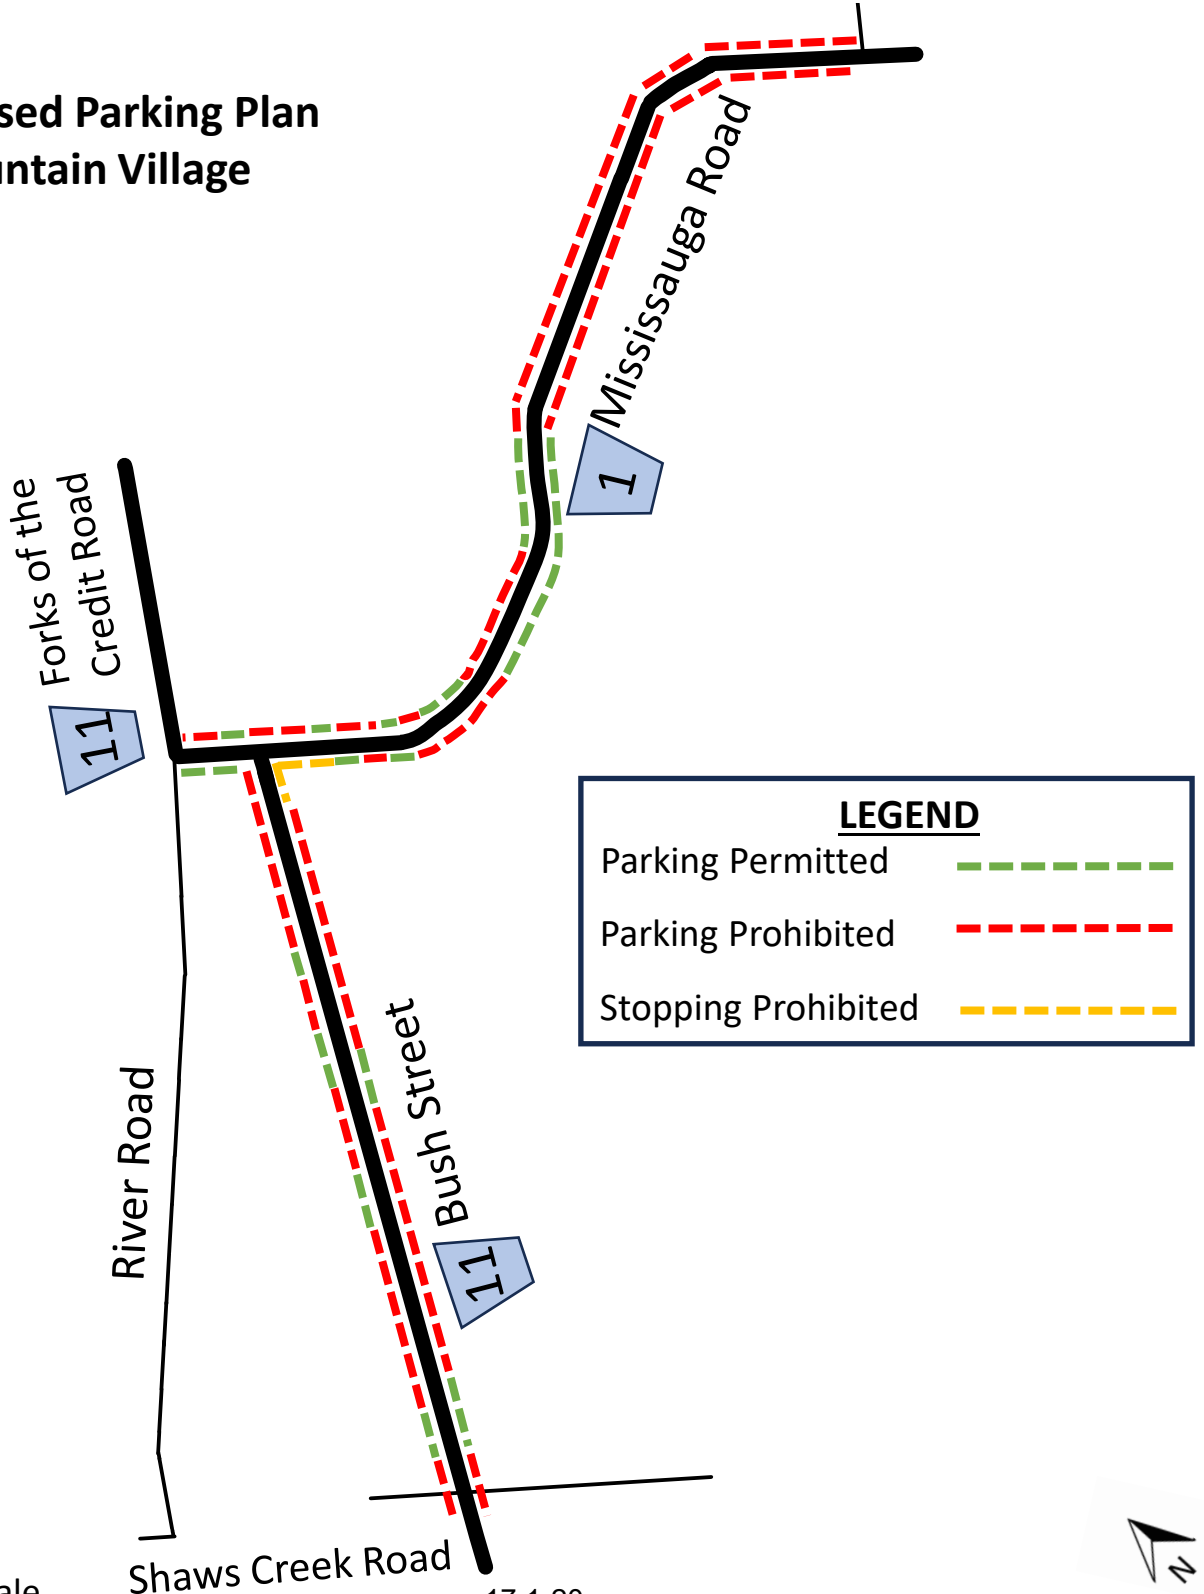 sed Parking Plan
untain Village
Mississauga Road
1
Forks of the
Credit Road
11
LEGEND
Parking Permitted
Parking Prohibited
Stopping Prohibited
Bush Street
11
River Road
Shaws Creek Road
N